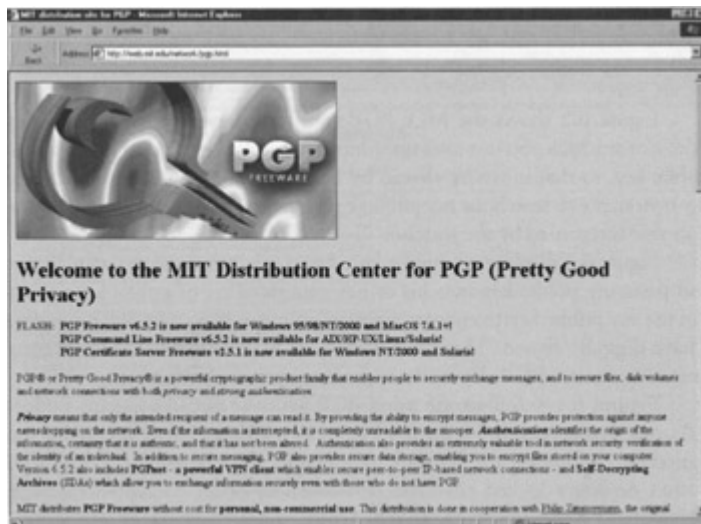 MIT distribution site for PGP - Microsoft Internet Explorer
File Edit View Go Favorites Help
Back
Address http://web.mit.edu/network/pgp.html
PGP
FREEWARE
Welcome to the MIT Distribution Center for PGP (Pretty Good
Privacy)
FLASH: PGP Freeware v6.5.2 is now available for Windows 95/98/NT/2000 and MacOS 7.6.1+!
PGP Command Line Freeware v6.5.2 is now available for AIX/HP-UX/Linux/Solaris!
PGP Certificate Server Freeware v2.5.1 is now available for Windows NT/2000 and Solaris!
PGP® or Pretty Good Privacy® is a powerful cryptographic product family that enables people to securely exchange messages, and to secure files, disk volumes
and network connections with both privacy and strong authentication.
Privacy means that only the intended recipient of a message can read it. By providing the ability to encrypt messages, PGP provides protection against anyone
eavesdropping on the network. Even if the information is intercepted, it is completely unreadable to the snooper. Authentication identifies the origin of the
information, certainty that it is authentic, and that it has not been altered. Authentication also provides an extremely valuable tool in network security: verification of
the identity of an individual. In addition to secure messaging, PGP also provides secure data storage, enabling you to encrypt files stored on your computer.
Version 6.5.2 also includes PGPnet - a powerful VPN client which enables secure peer-to-peer IP-based network connections - and Self-Decrypting
Archives (SDAs) which allow you to exchange information securely even with those who do not have PGP.
MIT distributes PGP Freeware without cost for personal, non-commercial use. This distribution is done in cooperation with Philip Zimmermann, the original